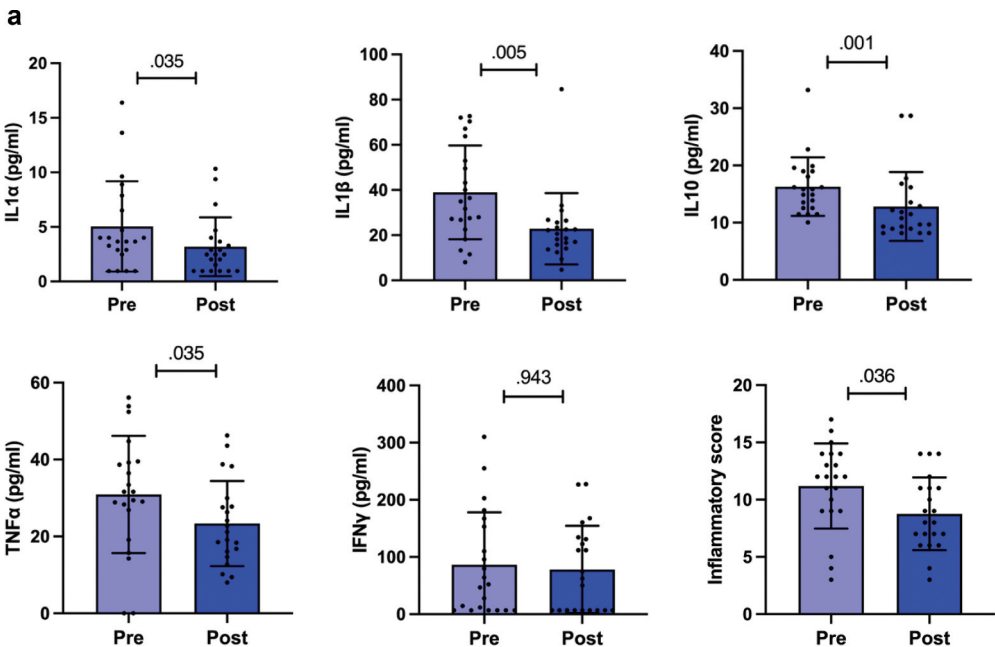 a
.035
20
15
10
5
0
IL1α (pg/ml)
Pre
Post
.005
100
80
60
40
20
0
IL1β (pg/ml)
Pre
Post
.001
40
30
20
10
0
IL10 (pg/ml)
Pre
Post
.035
60
40
20
0
TNFα (pg/ml)
Pre
Post
.943
400
300
200
100
0
IFNγ (pg/ml)
Pre
Post
.036
20
15
10
5
0
Inflammatory score
Pre
Post